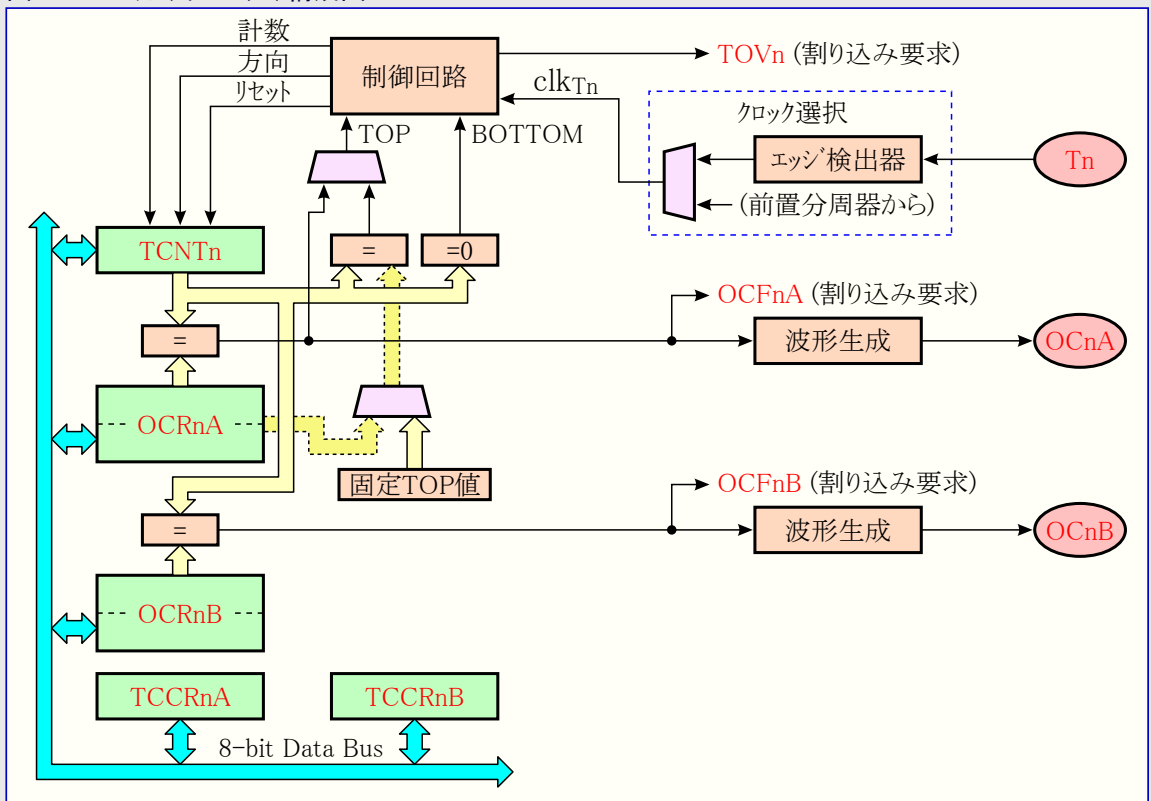 計数
方向
リセット
制御回路
TOVn (割り込み要求)
clkTn
TOP
BOTTOM
クロック選択
エッジ検出器
Tn
(前置分周器から)
TCNTn
=
=0
OCFnA (割り込み要求)
=
波形生成
OCnA
OCRnA
固定TOP値
OCFnB (割り込み要求)
=
波形生成
OCnB
OCRnB
TCCRnA
TCCRnB
8-bit Data Bus